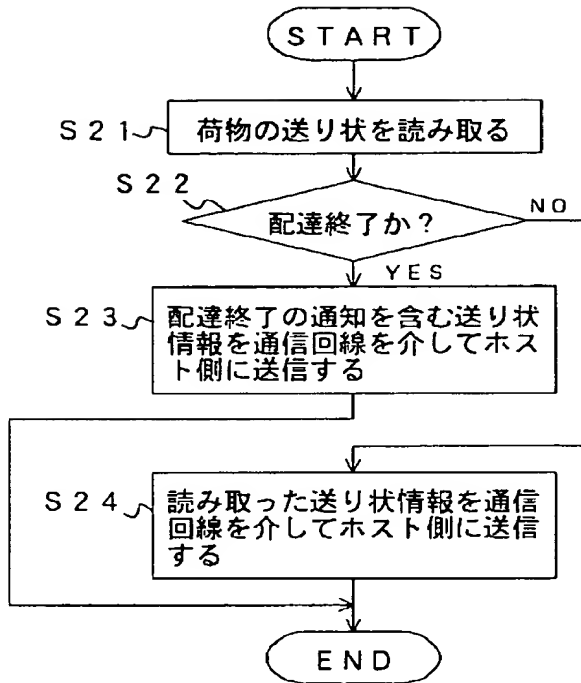 START
S21
荷物の送り状を読み取る
S22
配達終了か？
NO
YES
S23
配達終了の通知を含む送り状
情報を通信回線を介してホス
ト側に送信する
S24
読み取った送り状情報を通信
回線を介してホスト側に送信
する
END